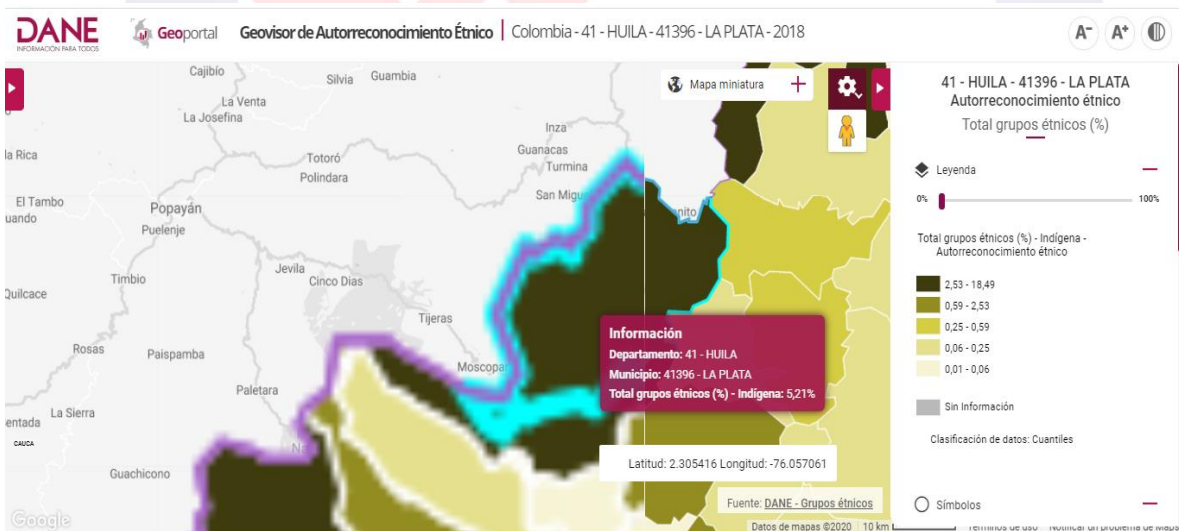 DANE
INFORMACIÓN PARA TODOS
Geoportal
Geovisor de Autorreconocimiento Étnico | Colombia - 41 - HUILA - 41396 - LA PLATA - 2018
A- A+
Cajibío
Silvia
Guambia
La Venta
La Josefina
Inza
Guanacas
Turmina
la Rica
Totoró
Polindara
San Migu
El Tambo
Popayán
Puelenje
Jevila
Cinco Dias
Timbio
Quilcace
Tijeras
Rosas
Paispamba
Moscopa
Paletara
La Sierra
CAUCA
Guachicono
Google
Mapa miniatura
Información
Departamento: 41 - HUILA
Municipio: 41396 - LA PLATA
Total grupos étnicos (%) - Indígena: 5,21%
Latitud: 2.305416 Longitud: -76.057061
Fuente: DANE - Grupos étnicos
Datos de mapas ©2020
10 km
Términos de uso
Notificar un problema de Maps
41 - HUILA - 41396 - LA PLATA
Autorreconocimiento étnico
Total grupos étnicos (%)
Leyenda
0% 100%
Total grupos étnicos (%) - Indígena -
Autorreconocimiento étnico
2,53 - 18,49
0,59 - 2,53
0,25 - 0,59
0,06 - 0,25
0,01 - 0,06
Sin Información
Clasificación de datos: Cuantiles
Símbolos